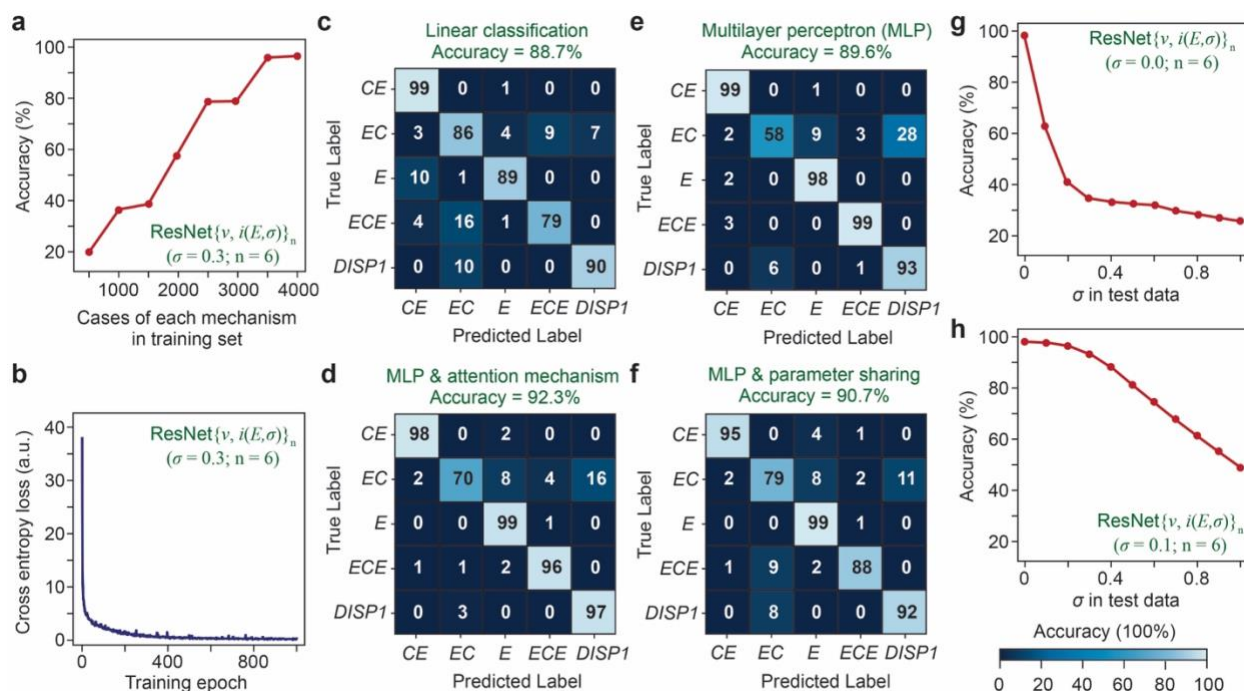 a
100
80
60
40
20
Accuracy (%)
ResNet{v, i(E,σ)}n
(σ = 0.3; n = 6)
1000 2000 3000 4000
Cases of each mechanism
in training set
b
40
30
20
10
0
Cross entropy loss (a.u.)
ResNet{v, i(E,σ)}n
(σ = 0.3; n = 6)
0 400 800
Training epoch
c
Linear classification
Accuracy = 88.7%
True Label
CE 99 0 1 0 0
EC 3 86 4 9 7
E 10 1 89 0 0
ECE 4 16 1 79 0
DISP1 0 10 0 0 90
CE EC E ECE DISP1
Predicted Label
d
MLP & attention mechanism
Accuracy = 92.3%
True Label
CE 98 0 2 0 0
EC 2 70 8 4 16
E 0 0 99 1 0
ECE 1 1 2 96 0
DISP1 0 3 0 0 97
CE EC E ECE DISP1
Predicted Label
e
Multilayer perceptron (MLP)
Accuracy = 89.6%
True Label
CE 99 0 1 0 0
EC 2 58 9 3 28
E 2 0 98 0 0
ECE 3 0 0 99 0
DISP1 0 6 0 1 93
CE EC E ECE DISP1
Predicted Label
f
MLP & parameter sharing
Accuracy = 90.7%
True Label
CE 95 0 4 1 0
EC 2 79 8 2 11
E 0 0 99 1 0
ECE 1 9 2 88 0
DISP1 0 8 0 0 92
CE EC E ECE DISP1
Predicted Label
g
100
80
60
40
20
Accuracy (%)
ResNet{v, i(E,σ)}n
(σ = 0.0; n = 6)
0 0.4 0.8
σ in test data
h
100
80
60
40
20
Accuracy (%)
ResNet{v, i(E,σ)}n
(σ = 0.1; n = 6)
0 0.4 0.8
σ in test data
Accuracy (100%)
0 20 40 60 80 100